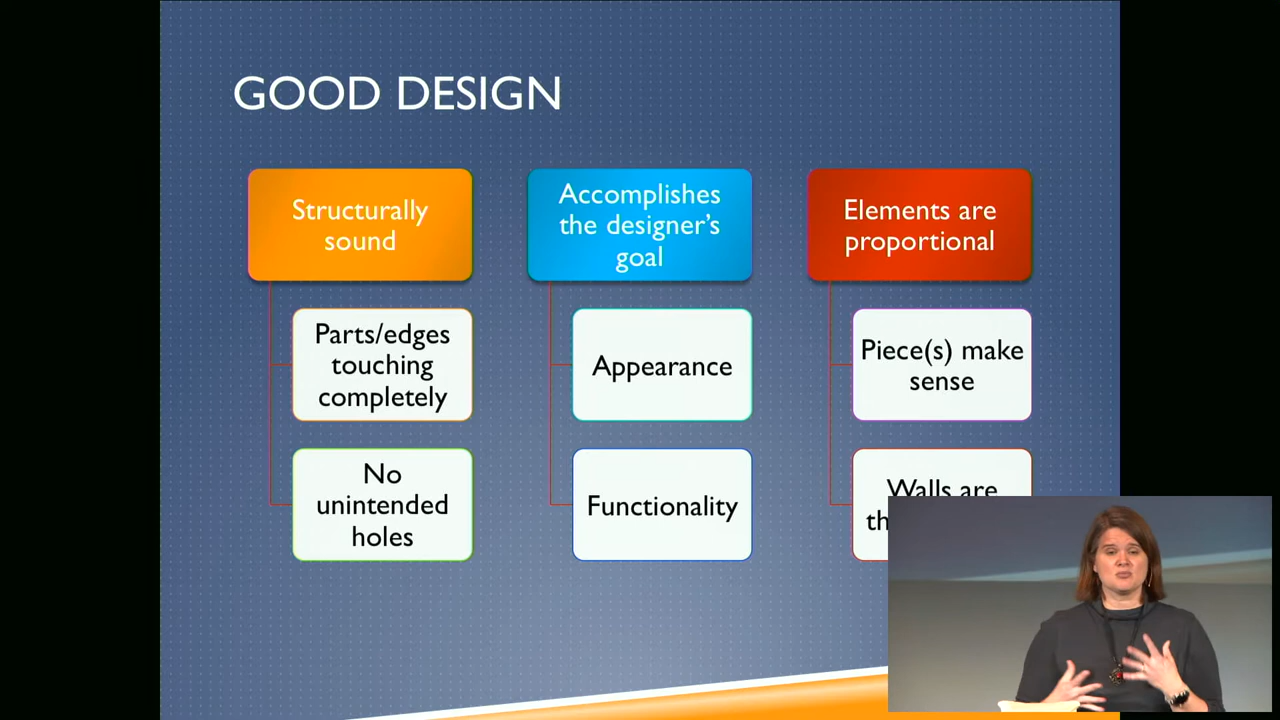 GOOD DESIGN
Structurally
sound
Parts/edges
touching
completely
No
unintended
holes
Accomplishes
the designer's
goal
Appearance
Functionality
Elements are
proportional
Piece(s) make
sense
Walls are